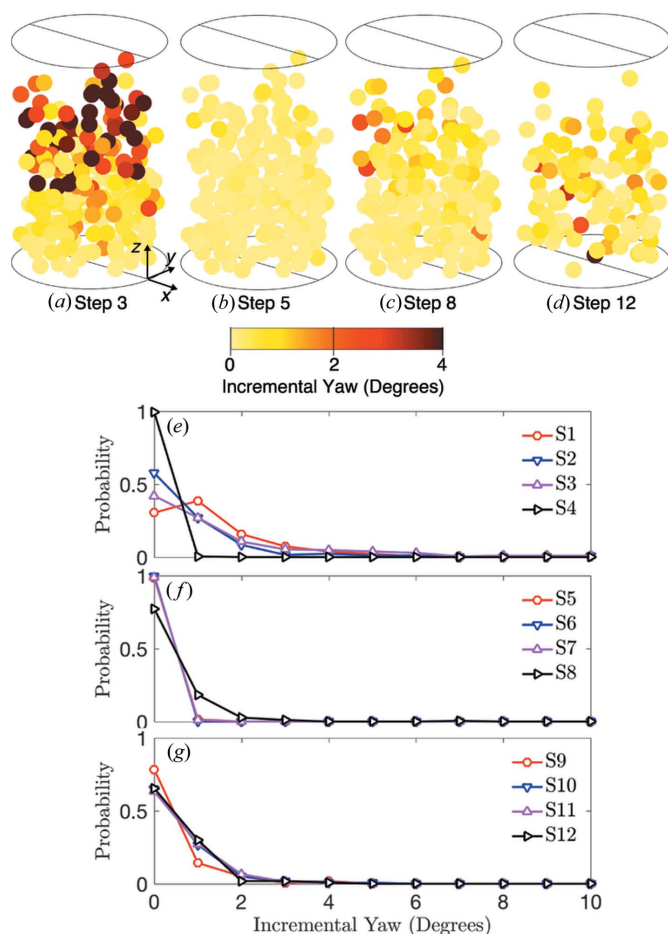 z
y
x
(a) Step 3
(b) Step 5
(c) Step 8
(d) Step 12
0 2 4
Incremental Yaw (Degrees)
(e)
Probability
1
0.5
0
S1
S2
S3
S4
(f)
Probability
1
0.5
0
S5
S6
S7
S8
(g)
Probability
1
0.5
0
S9
S10
S11
S12
0 2 4 6 8 10
Incremental Yaw (Degrees)